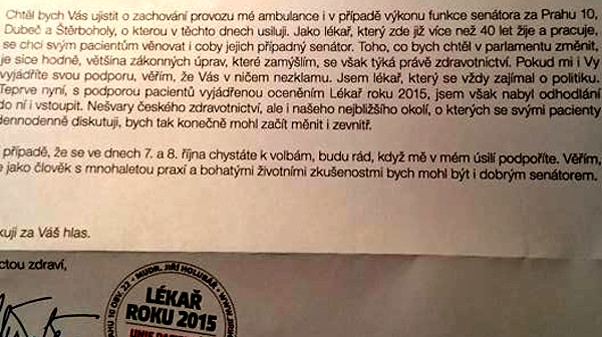 Chtěl bych Vás ujistit o zachování provozu mé ambulance i v případě výkonu funkce senátora za Prahu 10,
Dubeč & Štěrboholy, o kterou v těchto dnech usiluji. Jako lékař, který zde již více než 40 let žije a pracuje,
se chci svým pacientům věnovat i coby jejich případný senátor. Toho, co bych chtěl v parlamentu změnit,
je sice hodně, většina zákonných úprav, které zamýšlím, se však týká právě zdravotnictví. Pokud mi i Vy
vyjádříte svou podporu, věřím, že Vás v ničem nezklamu. Jsem lékař, který se vždy zajímal o politiku.
Teprve nyní, s podporou pacientů vyjádřenou oceněním Lékař roku 2015, jsem však nabyl odhodlání
do ní i vstoupit. Nešvary českého zdravotnictví, ale i našeho nejbližšího okolí, o kterých se svými pacienty
dennodenně diskutuji, bych tak konečně mohl začít měnit i zevnitř.
případě, že se ve dnech 7. a 8. října chystáte k volbám, budu rád, když mě v mém úsilí podpoříte. Věřím,
e jako člověk s mnohaletou praxí a bohatými životními zkušenostmi bych mohl být i dobrým senátorem.
kuji za Váš hlas.
ctou zdraví,
MUDR. JIŘÍ HOLUBÁŘ
LÉKAŘ
ROKU 2015